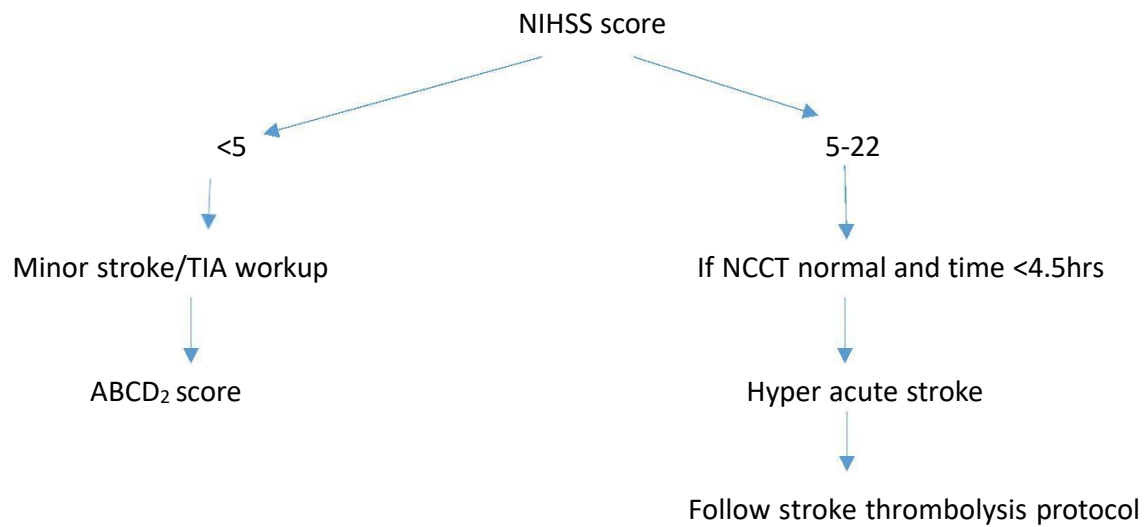 NIHSS score
<5
5-22
Minor stroke/TIA workup
If NCCT normal and time <4.5hrs
ABCD₂ score
Hyper acute stroke
Follow stroke thrombolysis protocol